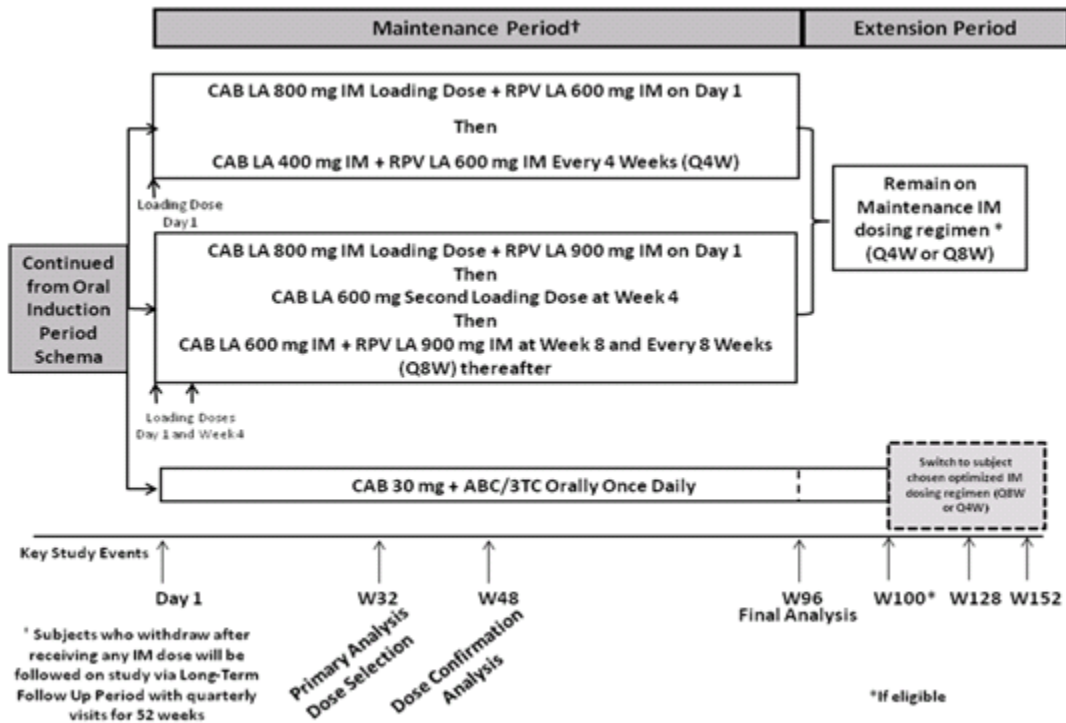 Maintenance Period†
Extension Period
CAB LA 800 mg IM Loading Dose + RPV LA 600 mg IM on Day 1
Then
CAB LA 400 mg IM + RPV LA 600 mg IM Every 4 Weeks (Q4W)
Loading Dose
Day 1
Remain on
Maintenance IM
dosing regimen *
(Q4W or Q8W)
Continued
from Oral
Induction
Period
Schema
CAB LA 800 mg IM Loading Dose + RPV LA 900 mg IM on Day 1
Then
CAB LA 600 mg Second Loading Dose at Week 4
Then
CAB LA 600 mg IM + RPV LA 900 mg IM at Week 8 and Every 8 Weeks
(Q8W) thereafter
Loading Doses
Day 1 and Week 4
CAB 30 mg + ABC/3TC Orally Once Daily
Switch to subject
chosen optimized IM
dosing regimen (Q8W
or Q4W)
Key Study Events
Day 1
W32
Primary Analysis
Dose Selection
W48
Dose Confirmation
Analysis
W96
Final Analysis
W100*
W128
W152
† Subjects who withdraw after
receiving any IM dose will be
followed on study via Long-Term
Follow Up Period with quarterly
visits for 52 weeks
*If eligible